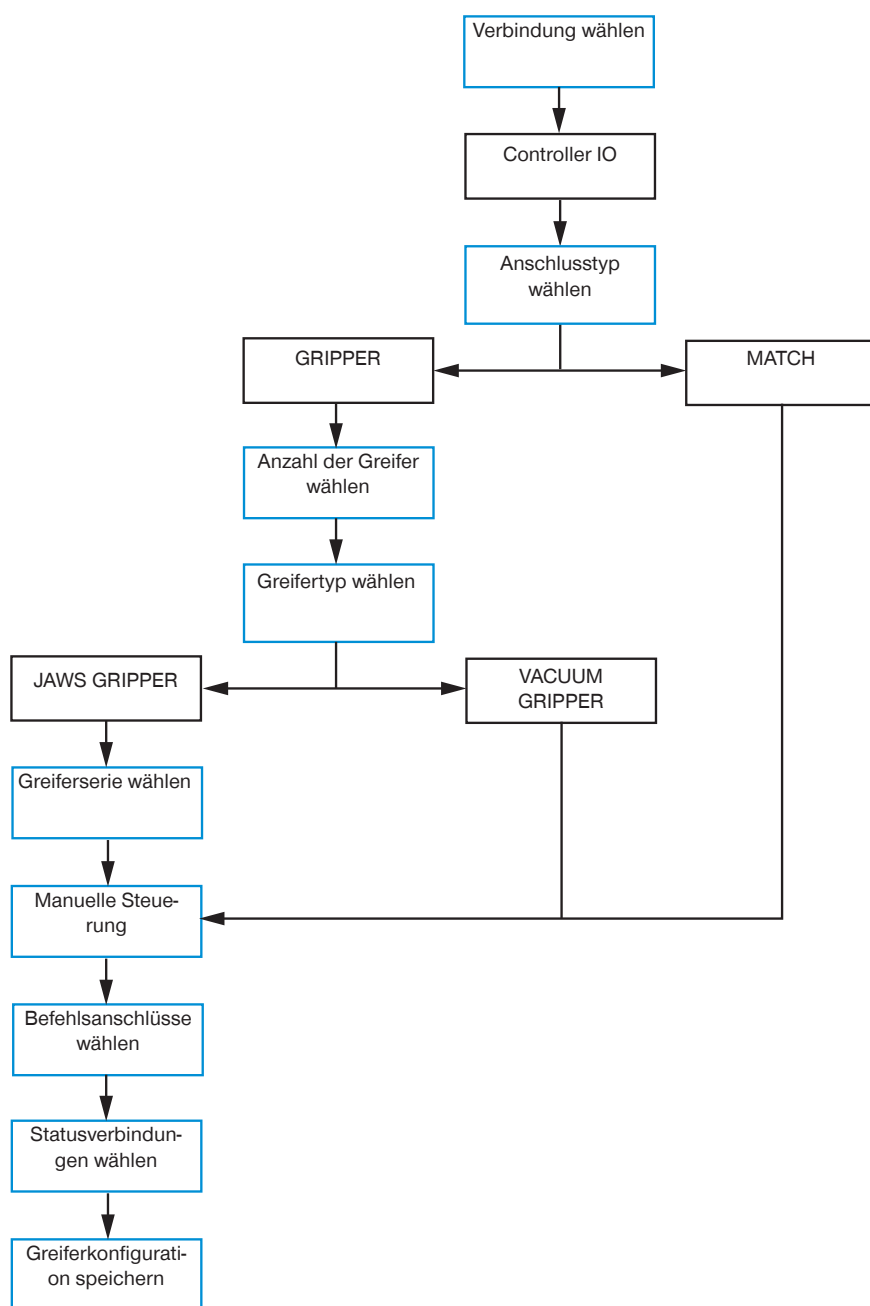 Verbindung wählen
Controller IO
Anschlusstyp
wählen
GRIPPER
MATCH
Anzahl der Greifer
wählen
Greifertyp wählen
JAWS GRIPPER
VACUUM
GRIPPER
Greiferserie wählen
Manuelle Steue-
rung
Befehlsanschlüsse
wählen
Statusverbindun-
gen wählen
Greiferkonfigurati-
on speichern